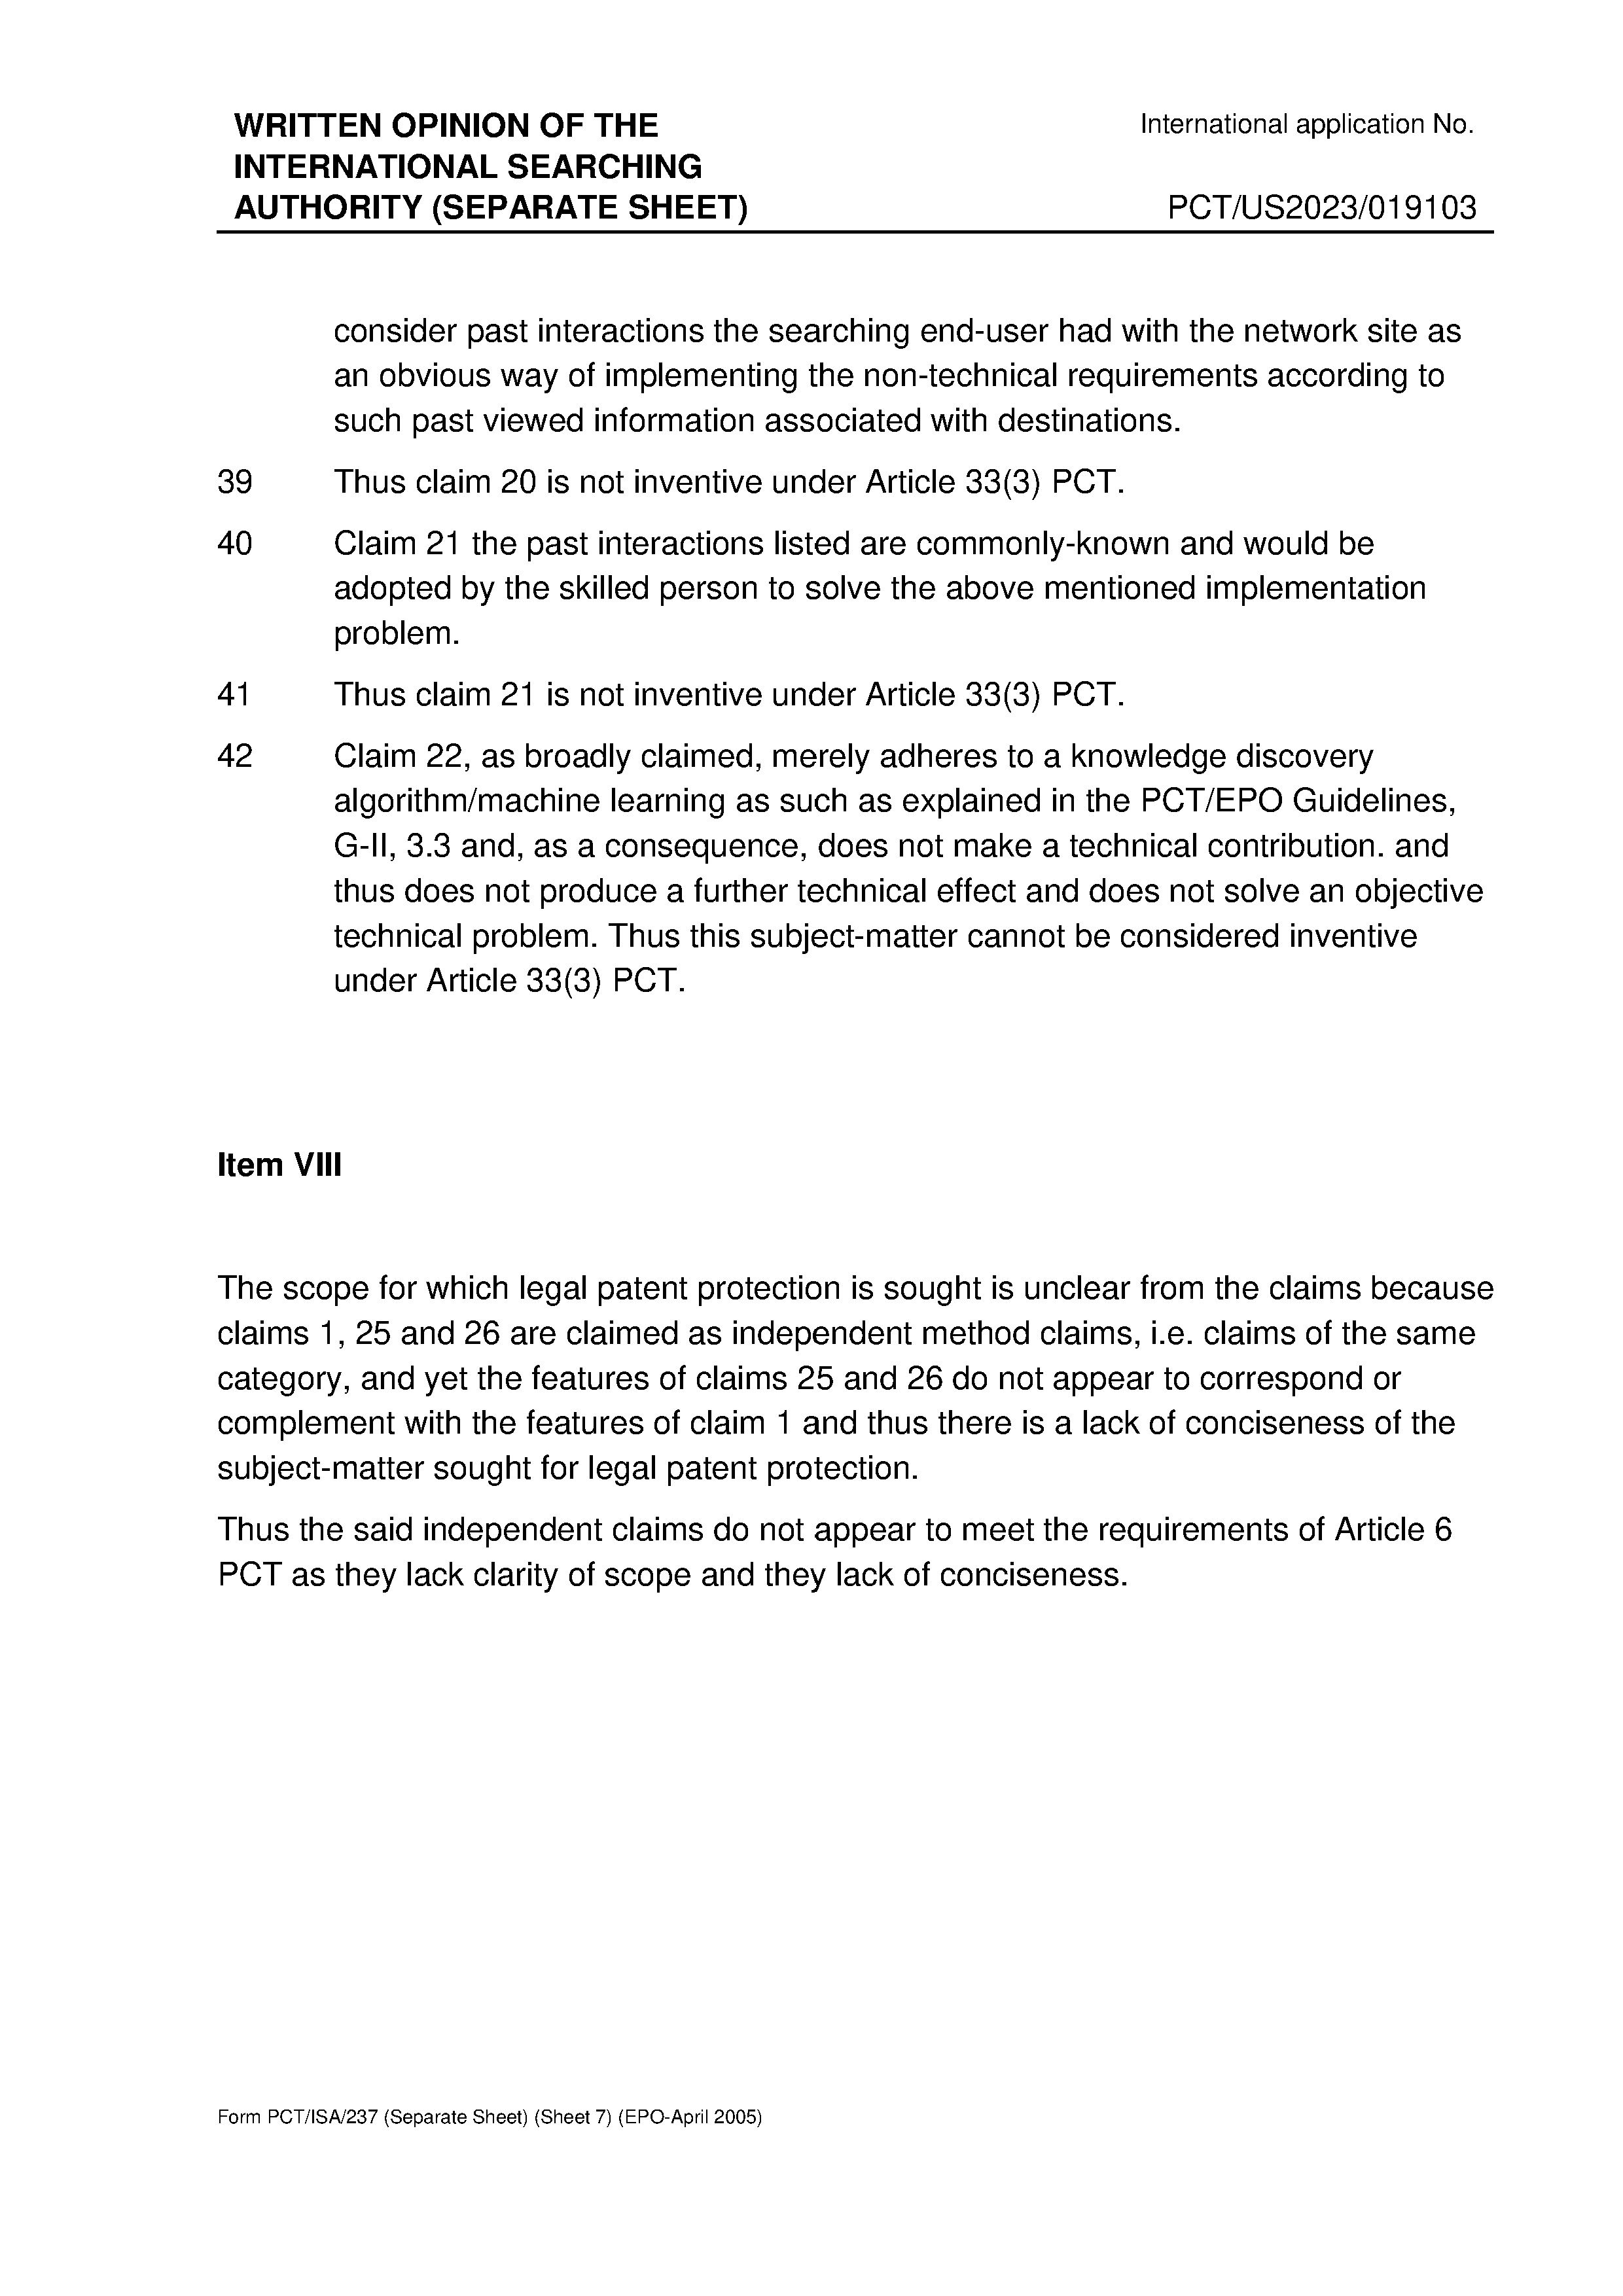 WRITTEN OPINION OF THE
INTERNATIONAL SEARCHING
AUTHORITY (SEPARATE SHEET)
International application No.
PCT/US2023/019103
consider past interactions the searching end-user had with the network site as
an obvious way of implementing the non-technical requirements according to
such past viewed information associated with destinations.
39 Thus claim 20 is not inventive under Article 33(3) PCT.
40 Claim 21 the past interactions listed are commonly-known and would be
adopted by the skilled person to solve the above mentioned implementation
problem.
41 Thus claim 21 is not inventive under Article 33(3) PCT.
42 Claim 22, as broadly claimed, merely adheres to a knowledge discovery
algorithm/machine learning as such as explained in the PCT/EPO Guidelines,
G-II, 3.3 and, as a consequence, does not make a technical contribution. and
thus does not produce a further technical effect and does not solve an objective
technical problem. Thus this subject-matter cannot be considered inventive
under Article 33(3) PCT.
Item VIII
The scope for which legal patent protection is sought is unclear from the claims because
claims 1, 25 and 26 are claimed as independent method claims, i.e. claims of the same
category, and yet the features of claims 25 and 26 do not appear to correspond or
complement with the features of claim 1 and thus there is a lack of conciseness of the
subject-matter sought for legal patent protection.
Thus the said independent claims do not appear to meet the requirements of Article 6
PCT as they lack clarity of scope and they lack of conciseness.
Form PCT/ISA/237 (Separate Sheet) (Sheet 7) (EPO-April 2005)